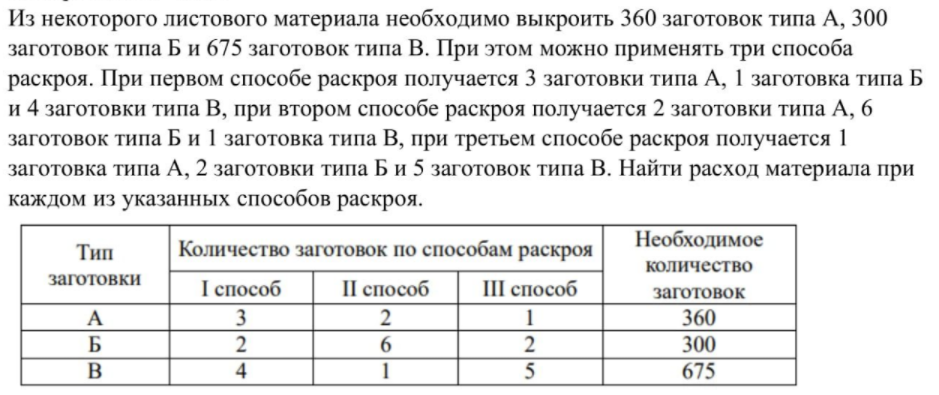 Из некоторого листового материала необходимо выкроить 360 заготовок типа А, 300
заготовок типа Б и 675 заготовок типа В. При этом можно применять три способа
раскроя. При первом способе раскроя получается 3 заготовки типа А, 1 заготовка типа Б
и 4 заготовки типа В, при втором способе раскроя получается 2 заготовки типа А, 6
заготовок типа Б и 1 заготовка типа В, при третьем способе раскроя получается 1
заготовка типа А, 2 заготовки типа Б и 5 заготовок типа В. Найти расход материала при
каждом из указанных способов раскроя.
Тип заготовки Количество заготовок по способам раскроя Необходимое количество заготовок
I способ II способ III способ
А 3 2 1 360
Б 2 6 2 300
В 4 1 5 675